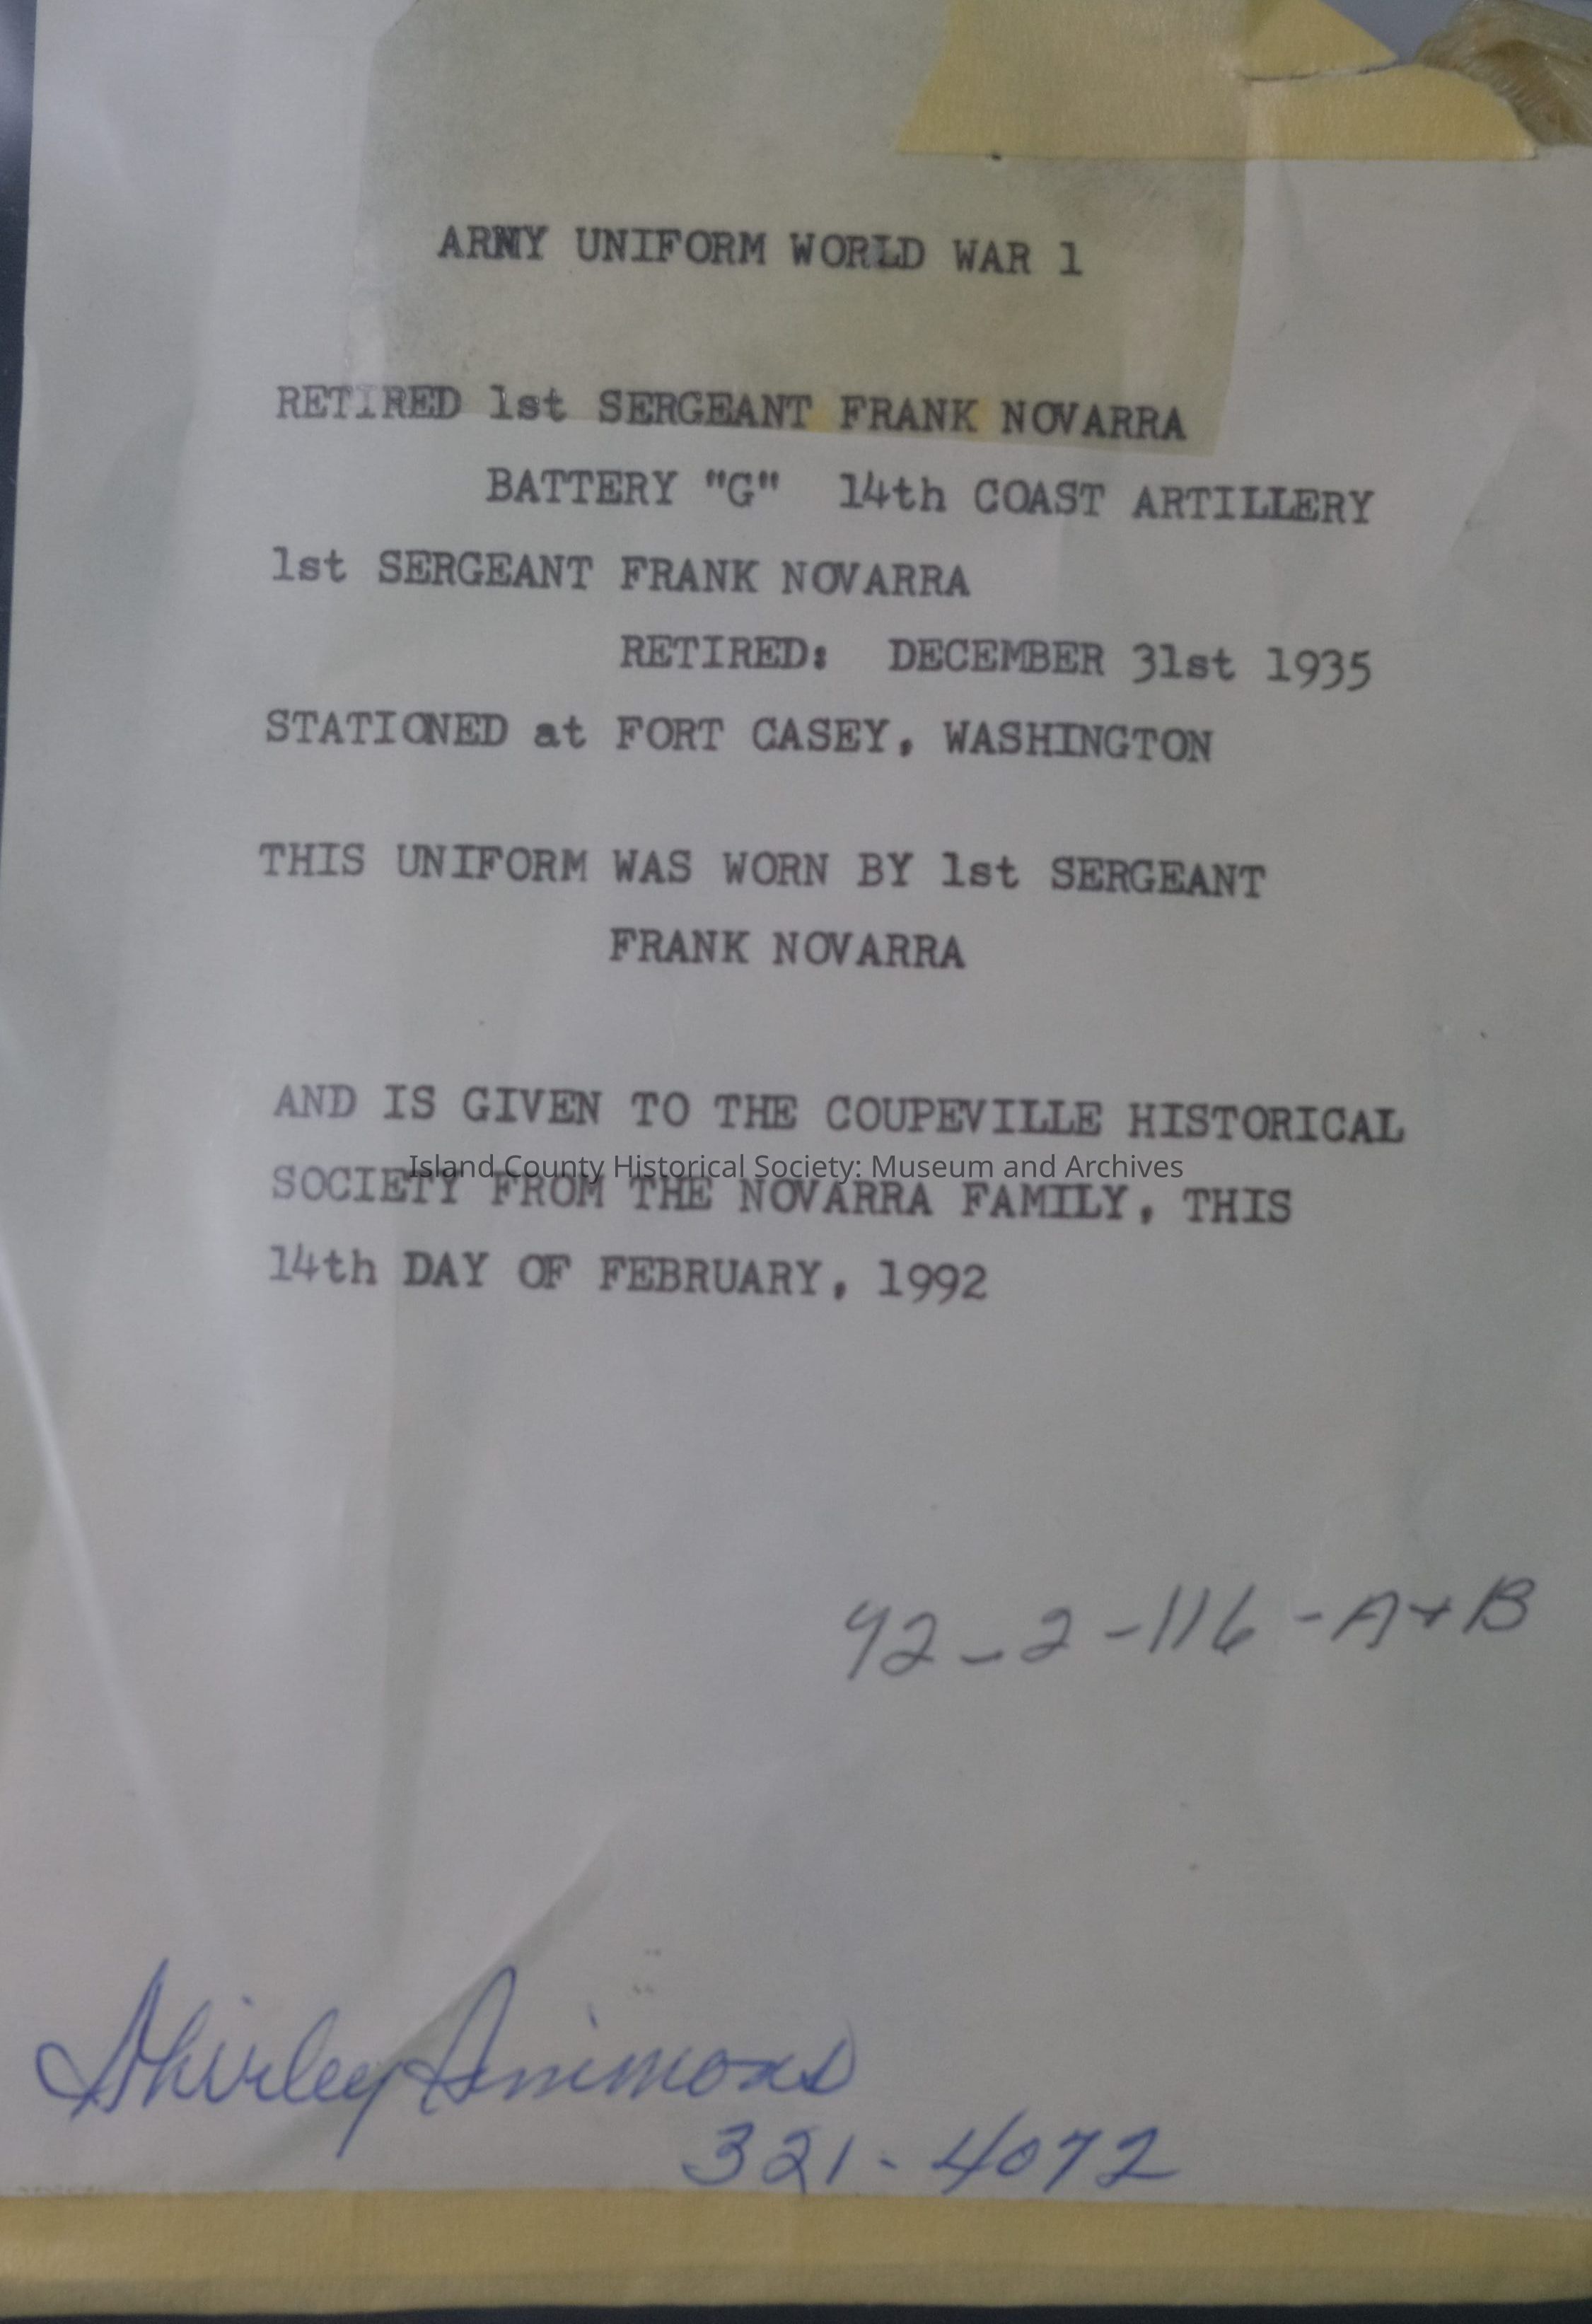 ARMY UNIFORM WORLD WAR 1
RETIRED 1st SERGEANT FRANK NOVARRA
BATTERY "G" 14th COAST ARTILLERY
1st SERGEANT FRANK NOVARRA
RETIRED: DECEMBER 31st 1935
STATIONED at FORT CASEY, WASHINGTON
THIS UNIFORM WAS WORN BY 1st SERGEANT
FRANK NOVARRA
AND IS GIVEN TO THE COUPEVILLE HISTORICAL
Island County Historical Society: Museum and Archives
SOCIETY FROM THE NOVARRA FAMILY, THIS
14th DAY OF FEBRUARY, 1992
92-2-116-A+B
Shirley Simmons
321-4072